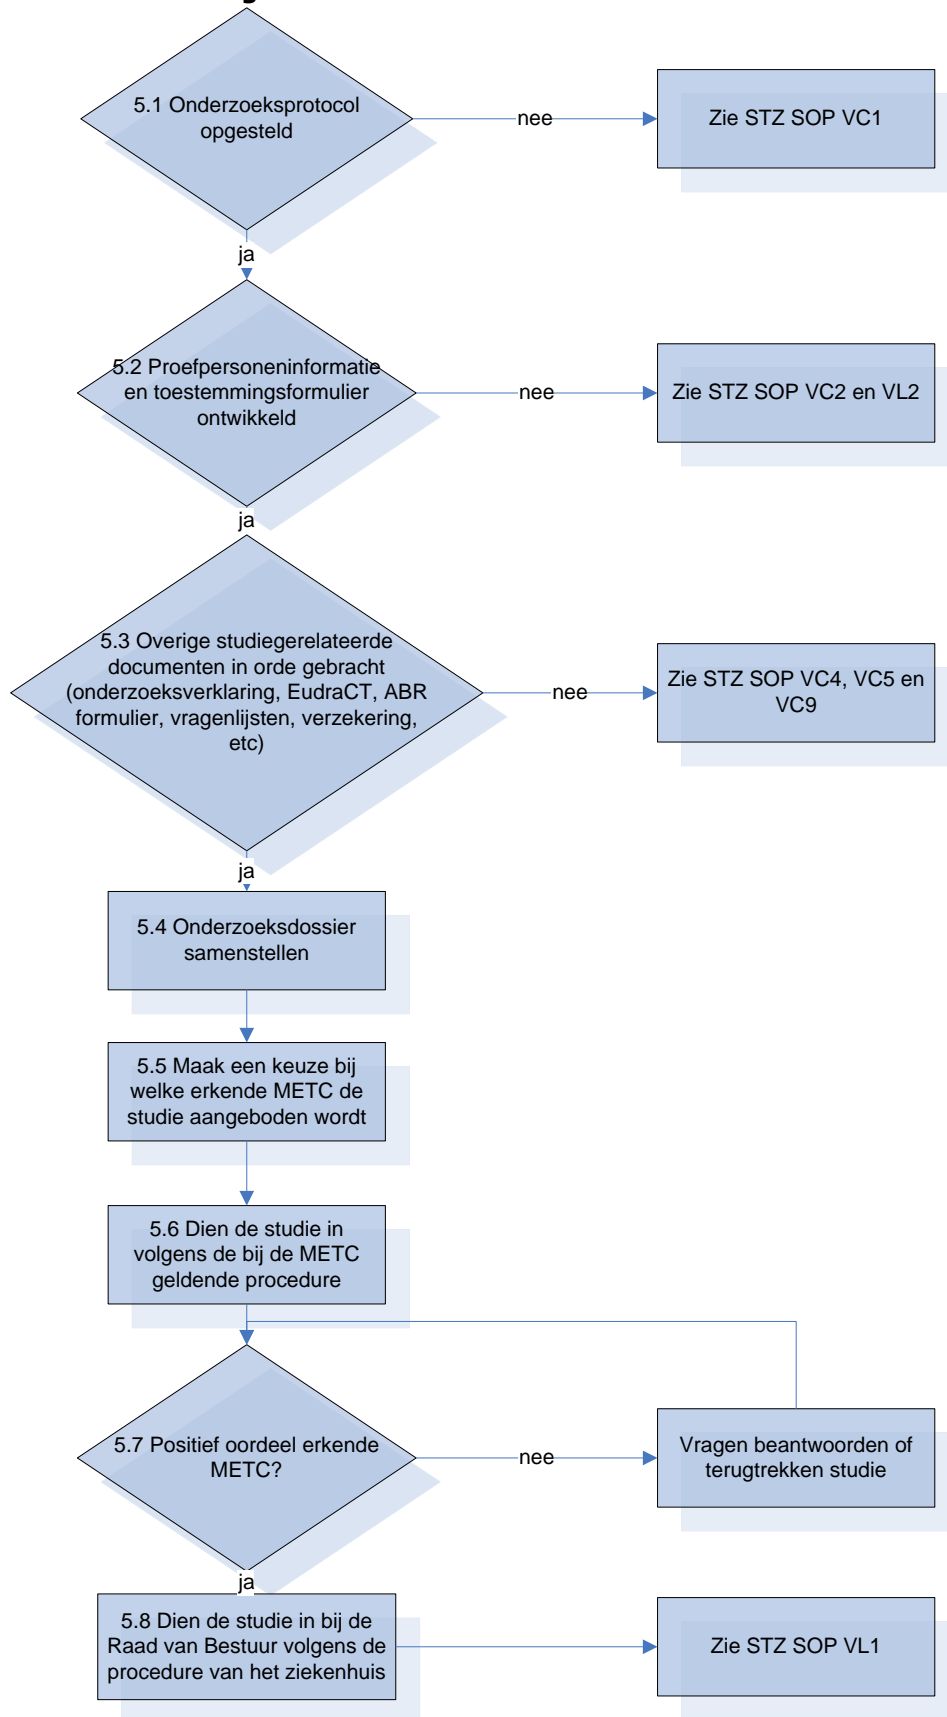 5.1 Onderzoeksprotocol
opgesteld
nee
Zie STZ SOP VC1
ja
5.2 Proefpersoneninformatie
en toestemmingsformulier
ontwikkeld
nee
Zie STZ SOP VC2 en VL2
ja
5.3 Overige studiegerelateerde
documenten in orde gebracht
(onderzoeksverklaring, EudraCT, ABR
formulier, vragenlijsten, verzekering,
etc)
nee
Zie STZ SOP VC4, VC5 en
VC9
ja
5.4 Onderzoeksdossier
samenstellen
5.5 Maak een keuze bij
welke erkende METC de
studie aangeboden wordt
5.6 Dien de studie in
volgens de bij de METC
geldende procedure
5.7 Positief oordeel erkende
METC?
nee
Vragen beantwoorden of
terugtrekken studie
ja
5.8 Dien de studie in bij de
Raad van Bestuur volgens de
procedure van het ziekenhuis
Zie STZ SOP VL1